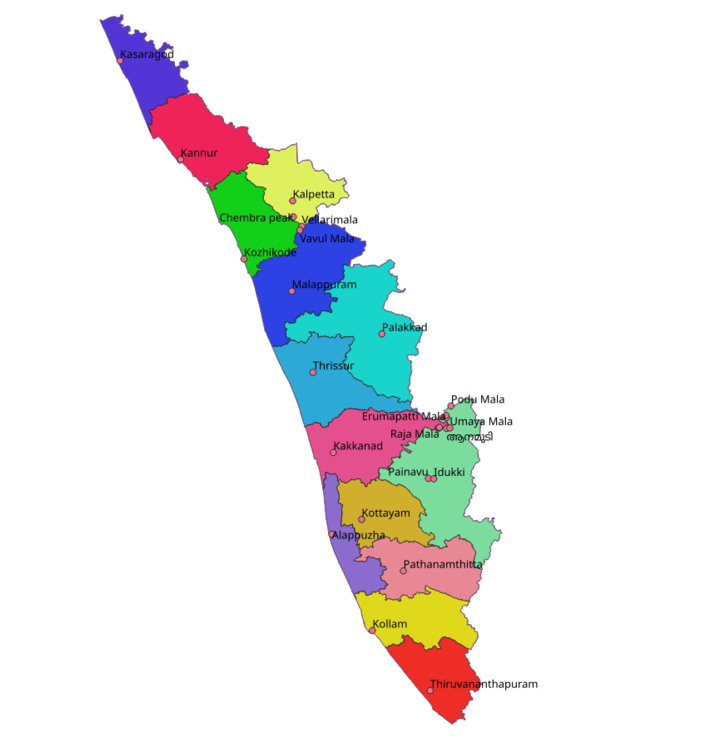 Kasaragod
Kannur
Kalpetta
Chembra peak
Vellarimala
Vavul Mala
Kozhikode
Malappuram
Palakkad
Thrissur
Podu Mala
Erumapatti Mala
Umaya Mala
Raja Mala
ആനമുടി
Kakkanad
Painavu
Idukki
Kottayam
Alappuzha
Pathanamthitta
Kollam
Thiruvananthapuram